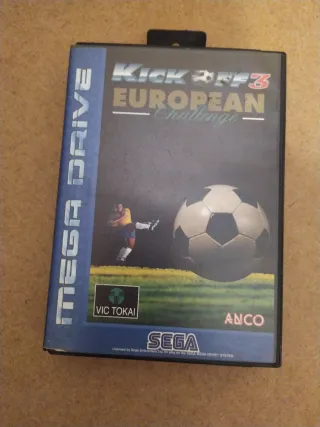 MEGA DRIVE
KICK OFF 3
EUROPEAN
Challenge
VIC TOKAI
ANCO
SEGA